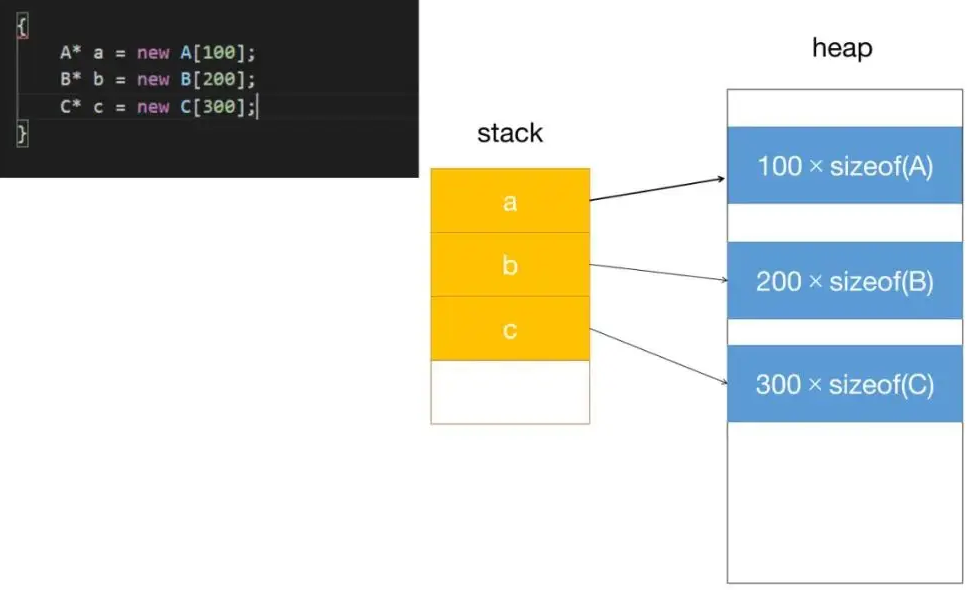 {
A* a = new A[100];
B* b = new B[200];
C* c = new C[300];
}
stack
a
b
c
heap
100 × sizeof(A)
200 × sizeof(B)
300 × sizeof(C)